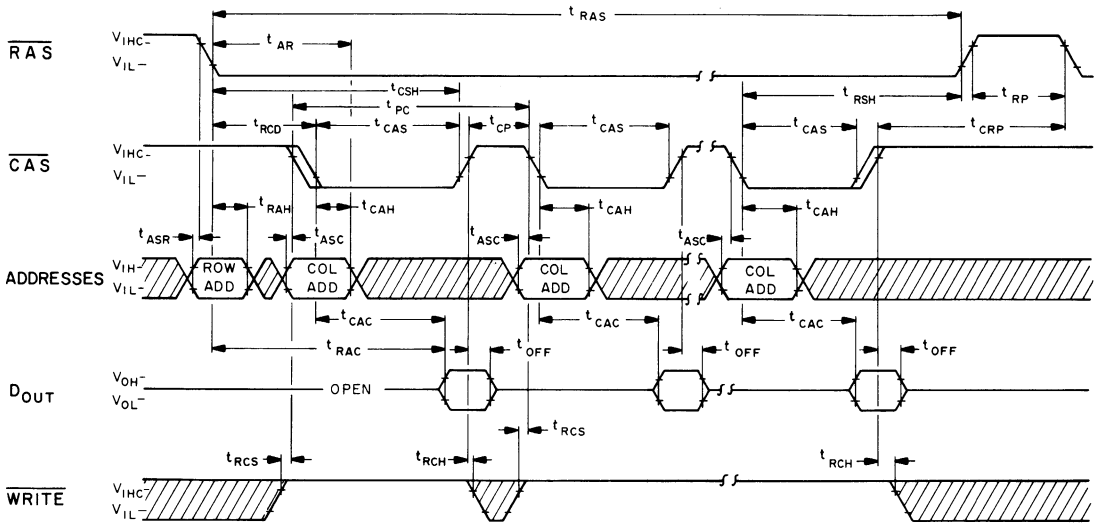 t RAS
RAS
V IHC
V IL
t AR
t CSH
t PC
t RSH
t RP
t RCD
t CAS
t CP
t CAS
t CAS
t CRP
CAS
V IHC
V IL
t RAH
t CAH
t CAH
t CAH
t ASR
t ASC
t ASC
t ASC
ADDRESSES
V IH
V IL
ROW ADD
COL ADD
COL ADD
COL ADD
t CAC
t CAC
t CAC
t RAC
t OFF
t OFF
t OFF
D OUT
V OH
V OL
OPEN
t RCS
t RCS
t RCH
t RCH
WRITE
V IHC
V IL